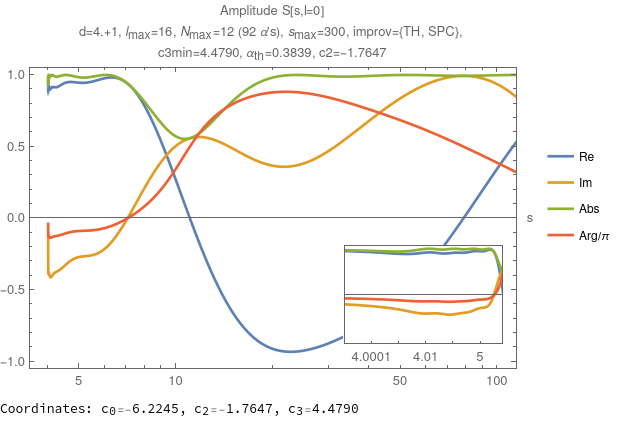 Amplitude S[s,l=0]
d=4.+1, lmax=16, Nmax=12 (92 α's), smax=300, improv={TH, SPC},
c3min=4.4790, αth=0.3839, c2=−1.7647
1.0
0.5
0.0
−0.5
−1.0
5 10 50 100
s
4.0001 4.01 5
Re
Im
Abs
Arg/π
Coordinates: c0=-6.2245, c2=-1.7647, c3=4.4790